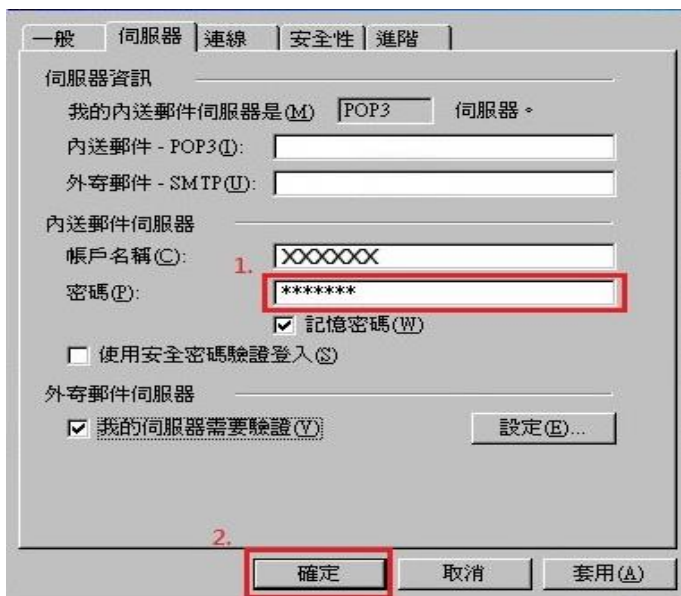 一般 伺服器 連線 安全性 進階
伺服器資訊
我的內送郵件伺服器是(M) POP3 伺服器。
內送郵件 - POP3(I):
外寄郵件 - SMTP(U):
內送郵件伺服器
帳戶名稱(C): XXXXXX
1.
密碼(P): *******
記憶密碼(W)
使用安全密碼驗證登入(S)
外寄郵件伺服器
我的伺服器需要驗證(V) 設定(E)...
2.
確定 取消 套用(A)